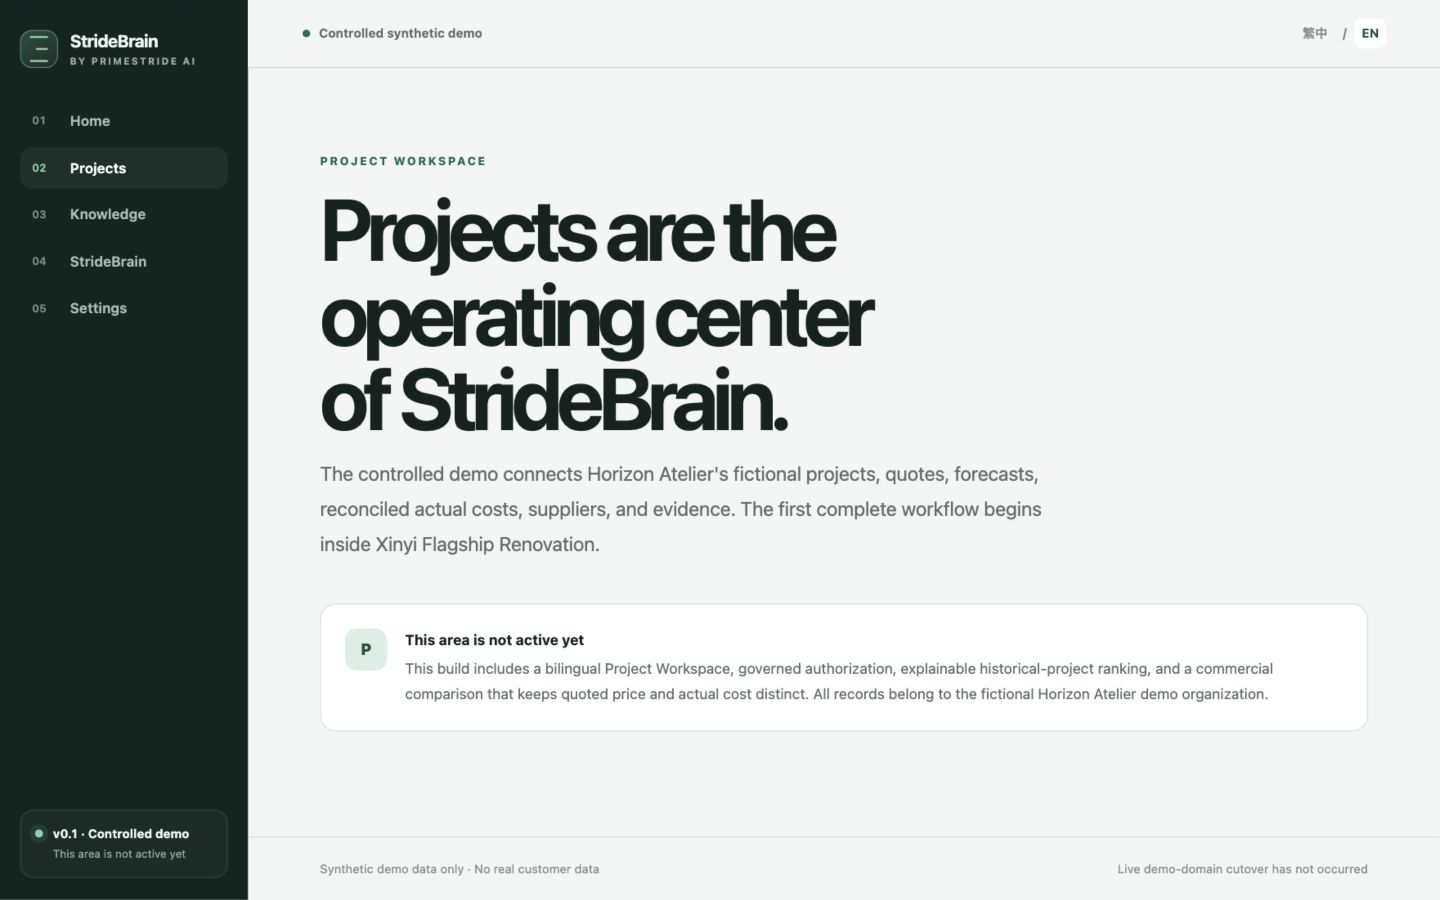 StrideBrain
BY PRIMESTRIDE AI
01 Home
02 Projects
03 Knowledge
04 StrideBrain
05 Settings
v0.1 · Controlled demo
This area is not active yet
Controlled synthetic demo
繁中 / EN
PROJECT WORKSPACE
Projects are the
operating center
of StrideBrain.
The controlled demo connects Horizon Atelier's fictional projects, quotes, forecasts,
reconciled actual costs, suppliers, and evidence. The first complete workflow begins
inside Xinyi Flagship Renovation.
P
This area is not active yet
This build includes a bilingual Project Workspace, governed authorization, explainable historical-project ranking, and a commercial
comparison that keeps quoted price and actual cost distinct. All records belong to the fictional Horizon Atelier demo organization.
Synthetic demo data only · No real customer data
Live demo-domain cutover has not occurred